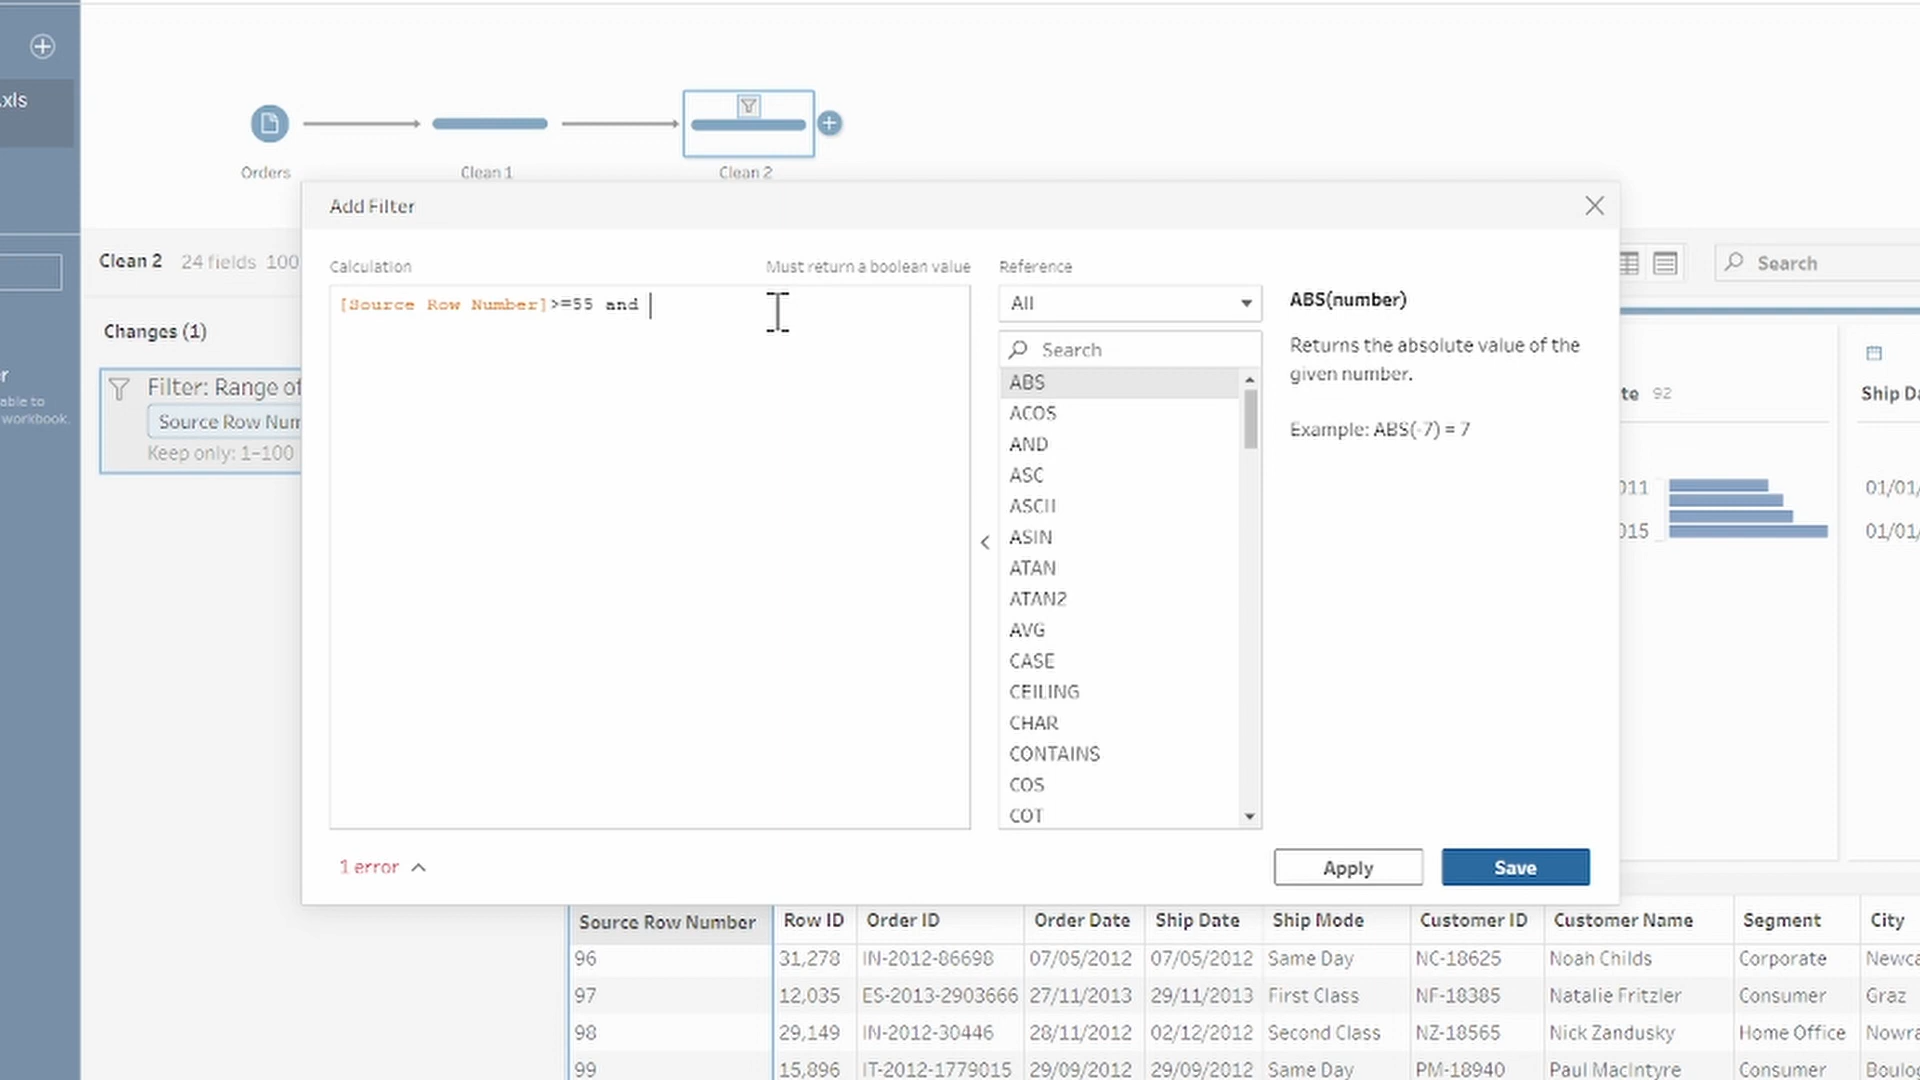 xls
Orders
Clean 1
Clean 2
Add Filter
Clean 2 24 fields 100
Calculation
Must return a boolean value
Reference
Search
[Source Row Number]>=55 and
All
ABS(number)
Changes (1)
Returns the absolute value of the
given number.
Search
ABS
ACOS
AND
ASC
ASCII
ASIN
ATAN
ATAN2
AVG
CASE
CEILING
CHAR
CONTAINS
COS
COT
Example: ABS(-7) = 7
r
able to
workbook.
Filter: Range of
Source Row Num
Keep only: 1–100
te 92
Ship Da
011
015
01/01/
01/01/
1 error
Apply
Save
Source Row Number Row ID Order ID Order Date Ship Date Ship Mode Customer ID Customer Name Segment City
96 31,278 IN-2012-86698 07/05/2012 07/05/2012 Same Day NC-18625 Noah Childs Corporate Newca
97 12,035 ES-2013-2903666 27/11/2013 29/11/2013 First Class NF-18385 Natalie Fritzler Consumer Graz
98 29,149 IN-2012-30446 28/11/2012 02/12/2012 Second Class NZ-18565 Nick Zandusky Home Office Nowra
99 15,896 IT-2012-1779015 29/09/2012 29/09/2012 Same Day PM-18940 Paul MacIntyre Consumer Boulog